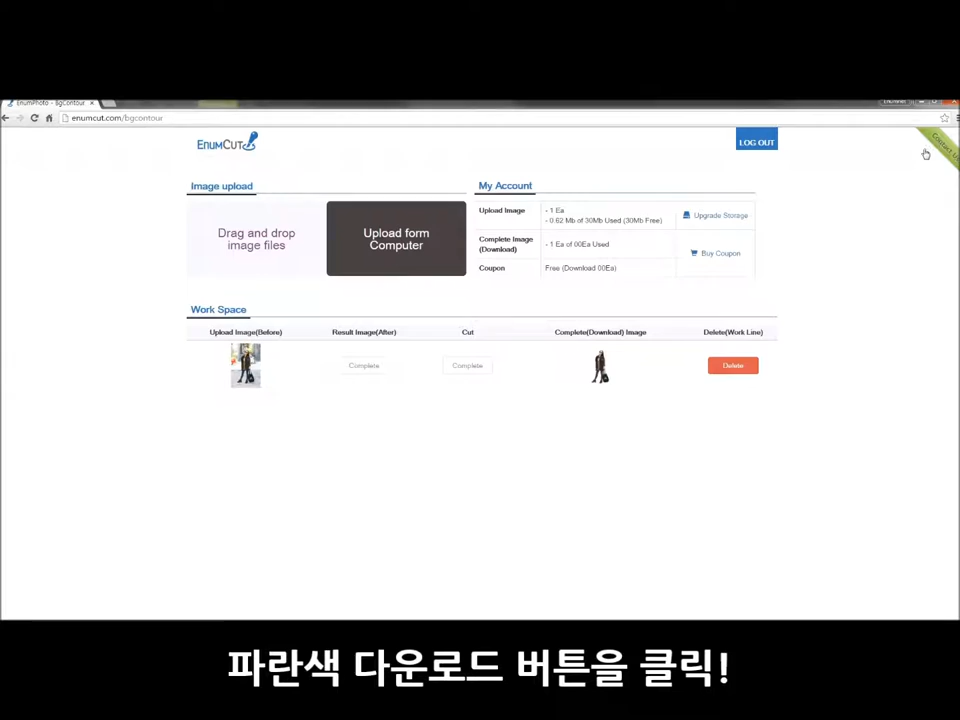 EnumPhoto - BgContour
enumcut.com/bgcontour
ENUMCUT
LOG OUT
Contact Us
Image upload
My Account
Drag and drop
image files
Upload form
Computer
Upload Image
- 1 Ea
- 0.62 Mb of 30Mb Used (30Mb Free)
Upgrade Storage
Complete Image
(Download)
- 1 Ea of 00Ea Used
Buy Coupon
Coupon
Free (Download 00Ea)
Work Space
Upload Image(Before) Result Image(After) Cut Complete(Download) Image Delete(Work Line)
Complete Complete Delete
파란색 다운로드 버튼을 클릭!